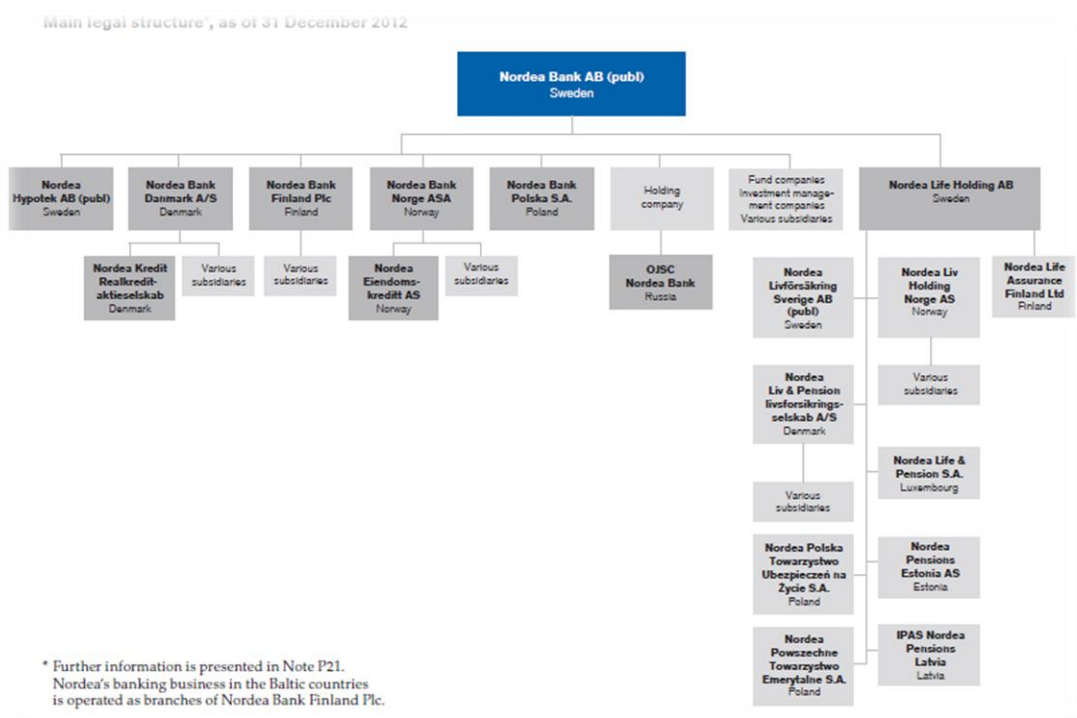 Main legal structure*, as of 31 December 2012
Nordea Bank AB (publ)
Sweden
Nordea
Hypotek AB (publ)
Sweden
Nordea Bank
Danmark A/S
Denmark
Nordea Bank
Finland Plc
Finland
Nordea Bank
Norge ASA
Norway
Nordea Bank
Polska S.A.
Poland
Holding
company
Fund companies
Investment manage-
ment companies
Various subsidiaries
Nordea Life Holding AB
Sweden
Nordea Kredit
Realkredit-
aktieselskab
Denmark
Various
subsidiaries
Various
subsidiaries
Nordea
Eiendoms-
kreditt AS
Norway
Various
subsidiaries
OJSC
Nordea Bank
Russia
Nordea
Livförsäkring
Sverige AB
(publ)
Sweden
Nordea Liv
Holding
Norge AS
Norway
Nordea Life
Assurance
Finland Ltd
Finland
Nordea
Liv & Pension
livsforsikrings-
selskab A/S
Denmark
Various
subsidiaries
Nordea Life &
Pension S.A.
Luxembourg
Various
subsidiaries
Nordea Polska
Towarzystwo
Ubezpieczeń na
Życie S.A.
Poland
Nordea
Pensions
Estonia AS
Estonia
Nordea
Powszechne
Towarzystwo
Emerytalne S.A.
Poland
IPAS Nordea
Pensions
Latvia
Latvia
* Further information is presented in Note P21.
Nordea's banking business in the Baltic countries
is operated as branches of Nordea Bank Finland Plc.